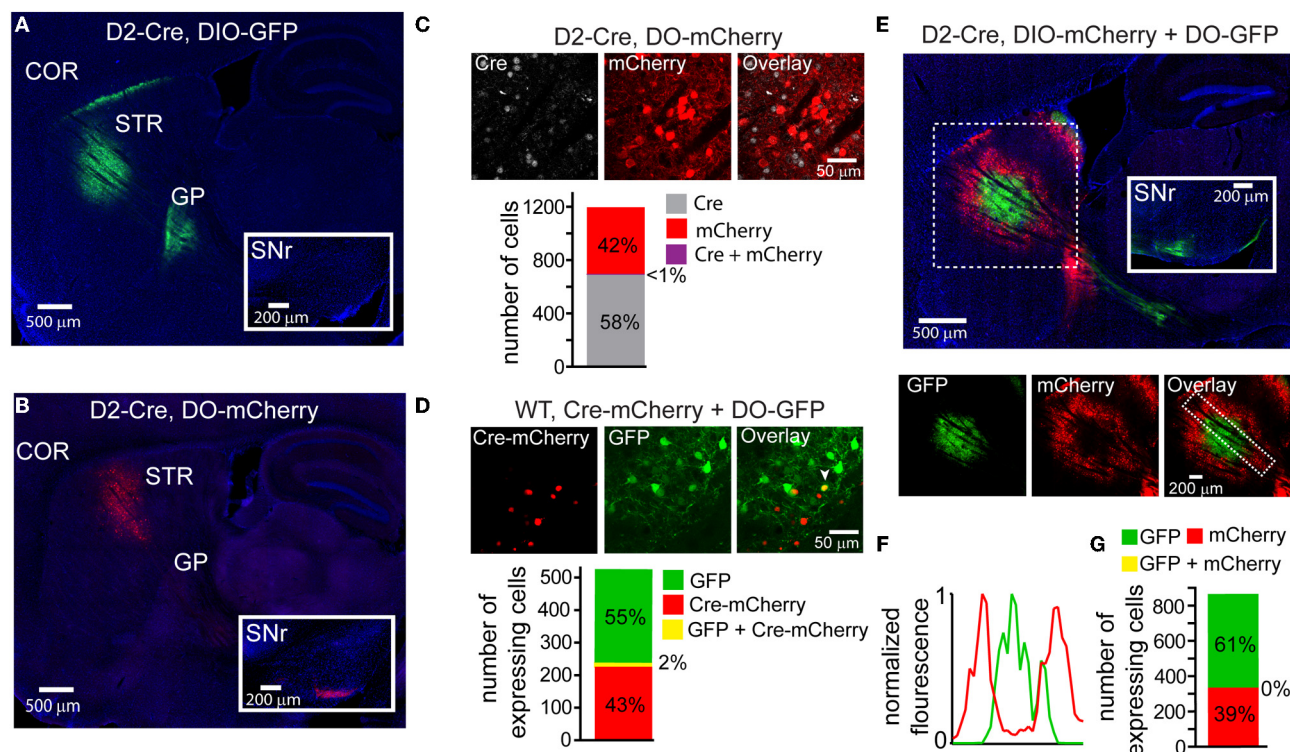 A
D2-Cre, DIO-GFP
COR
STR
GP
SNr
200 µm
500 µm
B
D2-Cre, DO-mCherry
COR
STR
GP
SNr
200 µm
500 µm
C
D2-Cre, DO-mCherry
Cre
mCherry
Overlay
50 µm
number of cells
1200
800
400
0
42%
<1%
58%
Cre
mCherry
Cre + mCherry
D
WT, Cre-mCherry + DO-GFP
Cre-mCherry
GFP
Overlay
50 µm
number of
expressing cells
500
400
300
200
100
0
55%
2%
43%
GFP
Cre-mCherry
GFP + Cre-mCherry
E
D2-Cre, DIO-mCherry + DO-GFP
SNr
200
µm
500 µm
GFP
mCherry
Overlay
200
µm
F
normalized
flourescence
1
0
G
GFP
mCherry
GFP + mCherry
number of
expressing cells
800
600
400
200
0
61%
0%
39%